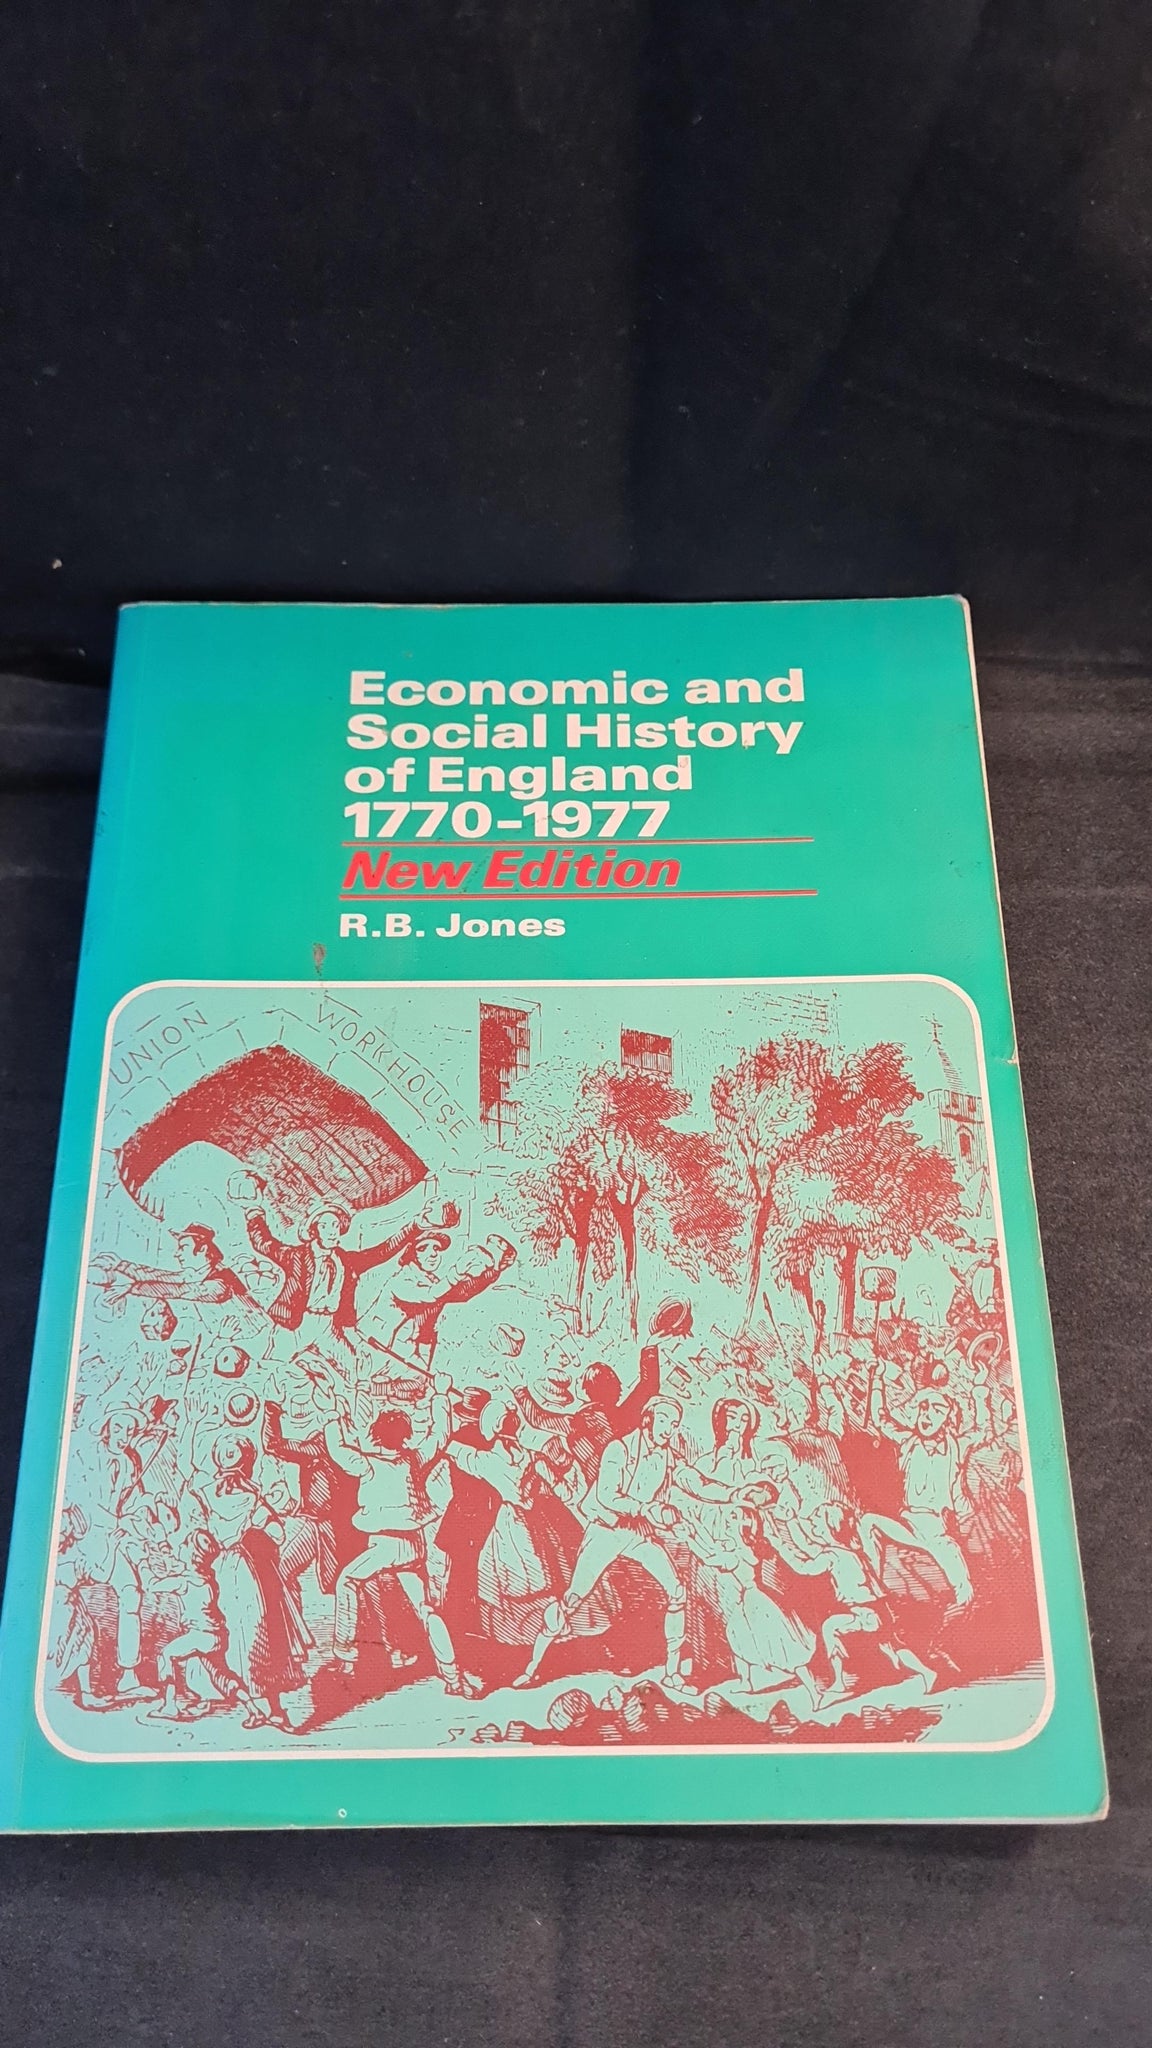 Economic and
Social History
of England
1770-1977
New Edition
R.B. Jones
UNION WORKHOUSE